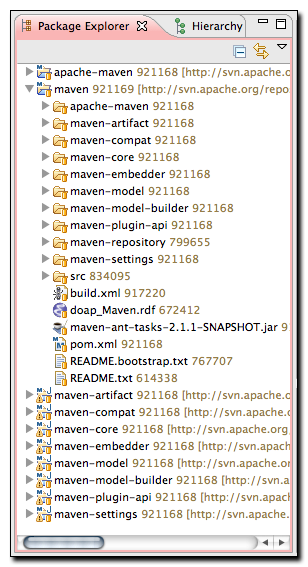 Package Explorer Hierarchy
apache-maven 921168 [http://svn.apache.o
maven 921169 [http://svn.apache.org/repo
apache-maven 921168
maven-artifact 921168
maven-compat 921168
maven-core 921168
maven-embedder 921168
maven-model 921168
maven-model-builder 921168
maven-plugin-api 921168
maven-repository 799655
maven-settings 921168
src 834095
build.xml 917220
doap_Maven.rdf 672412
maven-ant-tasks-2.1.1-SNAPSHOT.jar 9
pom.xml 921168
README.bootstrap.txt 767707
README.txt 614338
maven-artifact 921168 [http://svn.apache
maven-compat 921168 [http://svn.apache.
maven-core 921168 [http://svn.apache.org
maven-embedder 921168 [http://svn.apac
maven-model 921168 [http://svn.apache.o
maven-model-builder 921168 [http://svn.
maven-plugin-api 921168 [http://svn.apa
maven-settings 921168 [http://svn.apache.